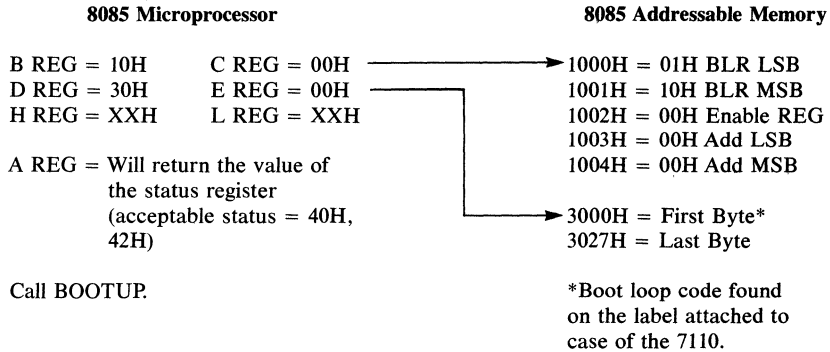 8085 Microprocessor
B REG = 10H C REG = 00H
D REG = 30H E REG = 00H
H REG = XXH L REG = XXH
A REG = Will return the value of
the status register
(acceptable status = 40H,
42H)
Call BOOTUP.
8085 Addressable Memory
1000H = 01H BLR LSB
1001H = 10H BLR MSB
1002H = 00H Enable REG
1003H = 00H Add LSB
1004H = 00H Add MSB
3000H = First Byte*
3027H = Last Byte
*Boot loop code found
on the label attached to
case of the 7110.